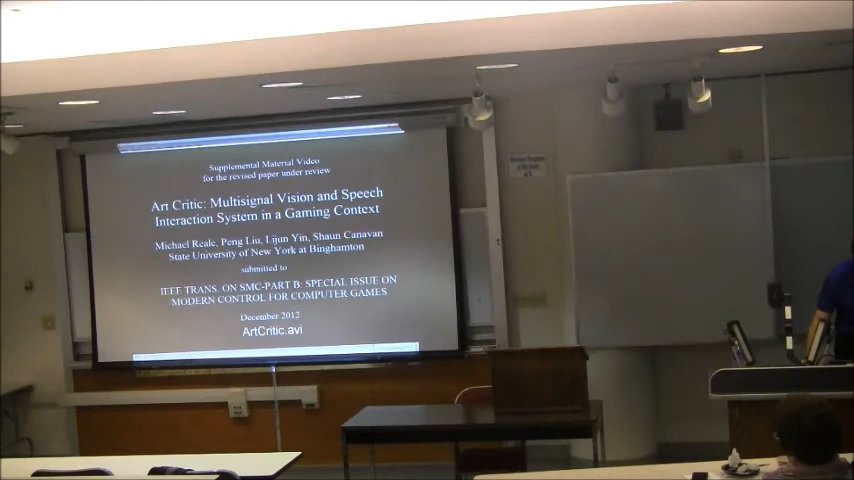 Supplemental Material Video
for the revised paper under review
Art Critic: Multisignal Vision and Speech
Interaction System in a Gaming Context
Michael Reale, Peng Liu, Lijun Yin, Shaun Canavan
State University of New York at Binghamton
submitted to
IEEE TRANS. ON SMC-PART B: SPECIAL ISSUE ON
MODERN CONTROL FOR COMPUTER GAMES
December 2012
ArtCritic.avi